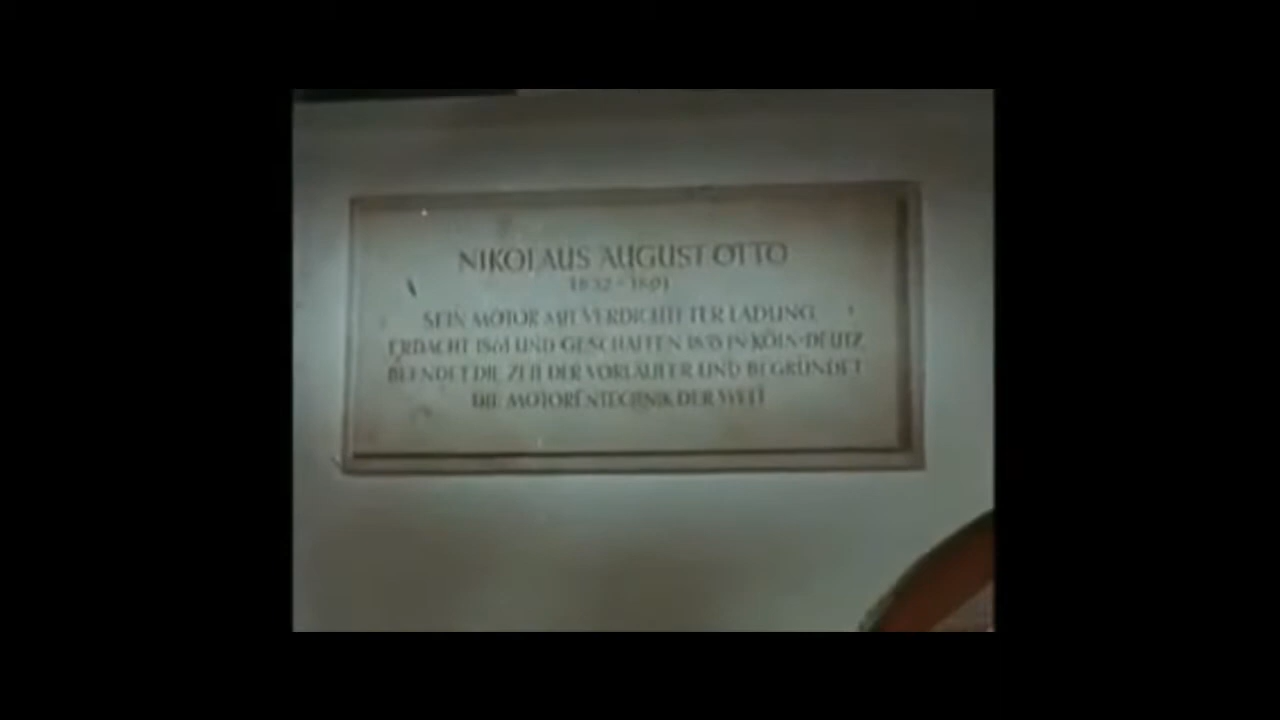 NIKOLAUS AUGUST OTTO
1832 - 1891
SEIN MOTOR MIT VERDICHTETER LADUNG
ERDACHT 1861 UND GESCHAFFEN IN KÖLN-DEUTZ
BEENDET DIE ZEIT DER VORLÄUFER UND BEGRÜNDET
DIE MOTORENTECHNIK DER WELT